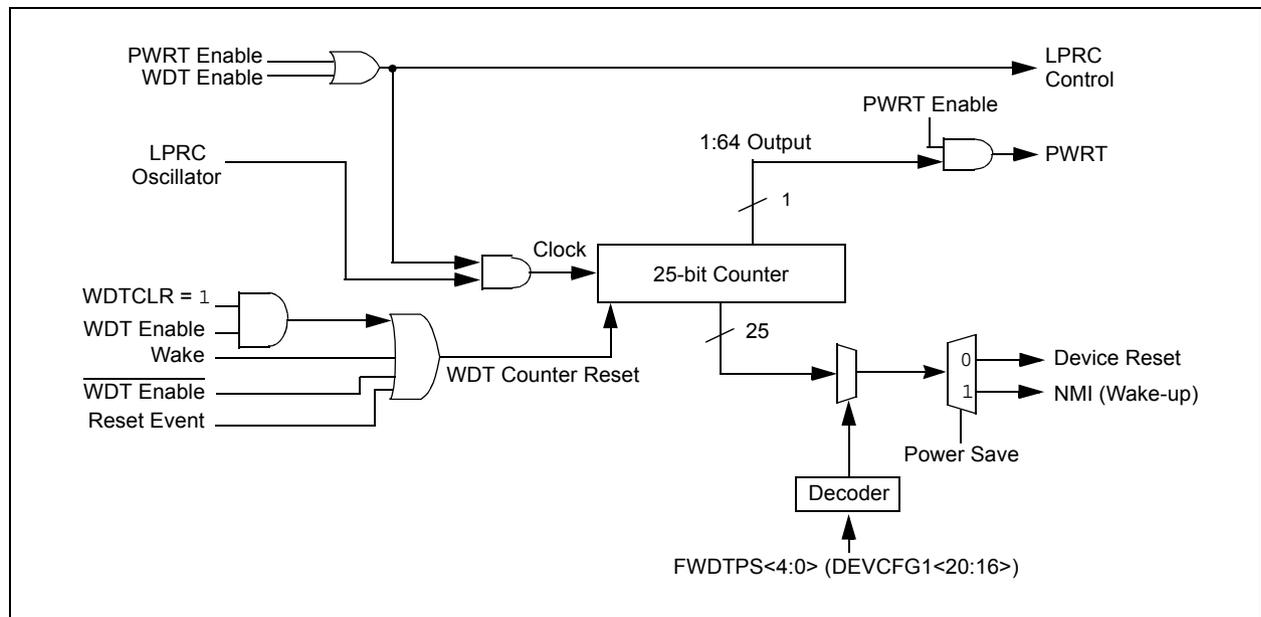 PWRT Enable
WDT Enable
LPRC
Control
PWRT Enable
1:64 Output
PWRT
LPRC
Oscillator
1
Clock
25-bit Counter
WDTCLR = 1
WDT Enable
Wake
WDT Enable
Reset Event
WDT Counter Reset
25
0
Device Reset
1
NMI (Wake-up)
Power Save
Decoder
FWDTPS<4:0> (DEVCFG1<20:16>)